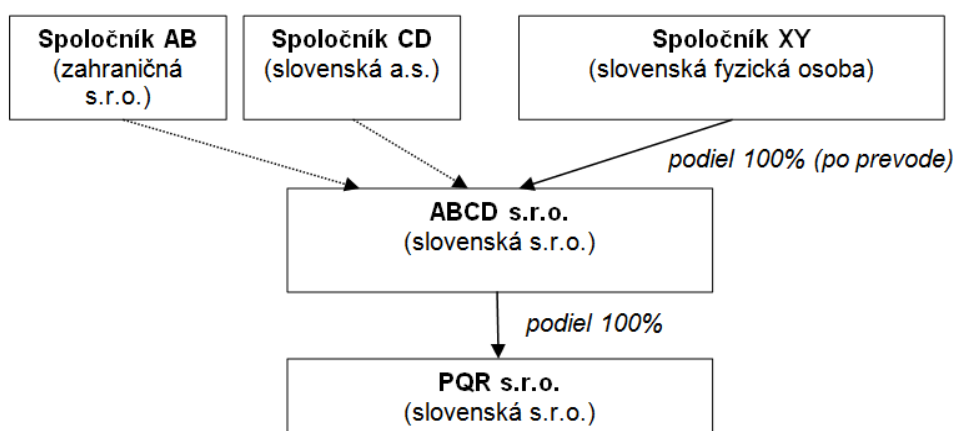 Spoločník AB
(zahraničná
s.r.o.)
Spoločník CD
(slovenská a.s.)
Spoločník XY
(slovenská fyzická osoba)
podiel 100% (po prevode)
ABCD s.r.o.
(slovenská s.r.o.)
podiel 100%
PQR s.r.o.
(slovenská s.r.o.)